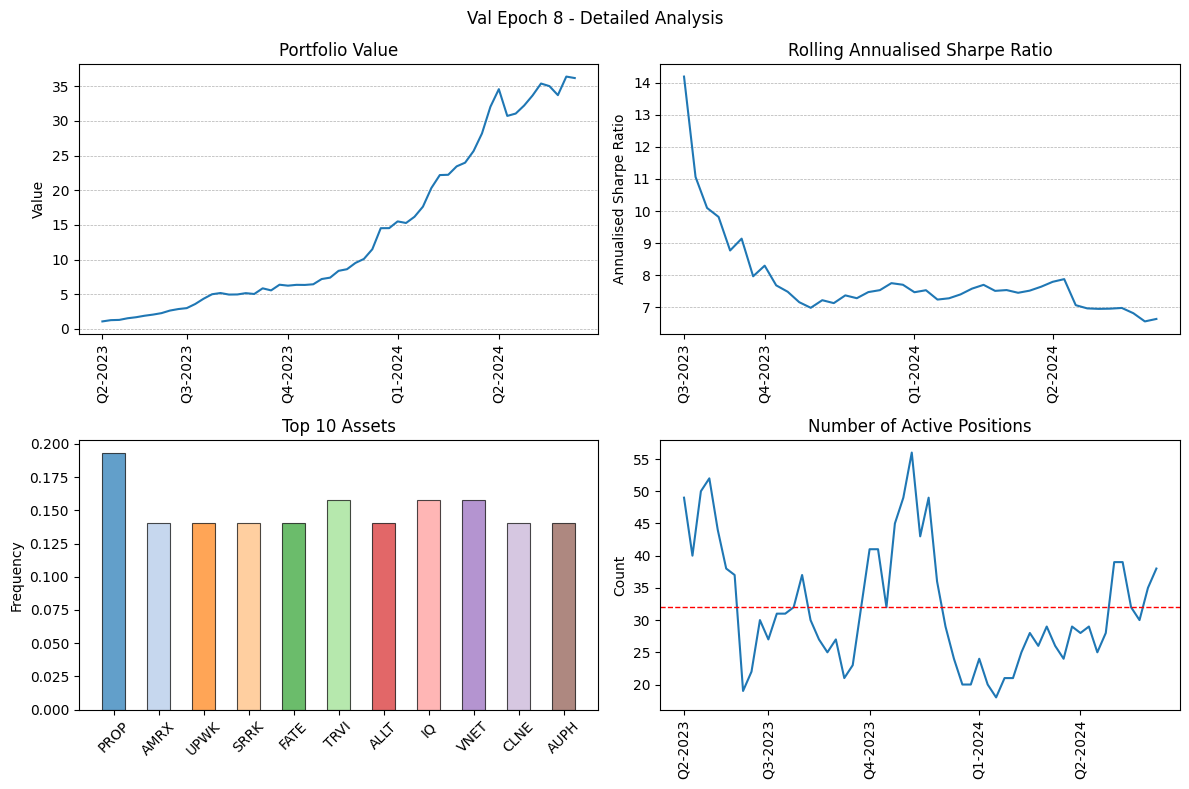 Val Epoch 8 - Detailed Analysis
Portfolio Value
Value
35
30
25
20
15
10
5
0
Q2-2023
Q3-2023
Q4-2023
Q1-2024
Q2-2024
Rolling Annualised Sharpe Ratio
Annualised Sharpe Ratio
14
13
12
11
10
9
8
7
Q3-2023
Q4-2023
Q1-2024
Q2-2024
Top 10 Assets
Frequency
0.200
0.175
0.150
0.125
0.100
0.075
0.050
0.025
0.000
PROP
AMRX
UPWK
SRRK
FATE
TRVI
ALLT
IQ
VNET
CLNE
AUPH
Number of Active Positions
Count
55
50
45
40
35
30
25
20
Q2-2023
Q3-2023
Q4-2023
Q1-2024
Q2-2024